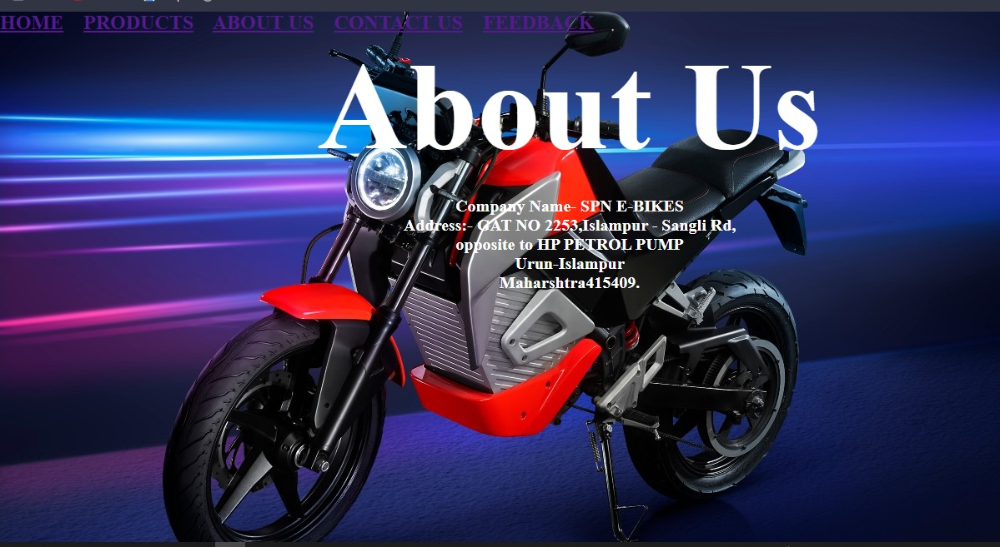 HOME PRODUCTS ABOUT US CONTACT US FEEDBACK
About Us
Company Name- SPN E-BIKES
Address:- GAT NO 2253,Islampur - Sangli Rd,
opposite to HP PETROL PUMP
Urun-Islampur
Maharshtra415409.